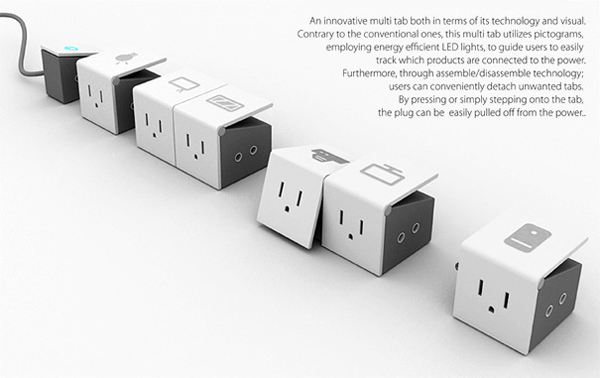 An innovative multi tab both in terms of its technology and visual.
Contrary to the conventional ones, this multi tab utilizes pictograms,
employing energy efficient LED lights, to guide users to easily
track which products are connected to the power.
Furthermore, through assemble/disassemble technology;
users can conveniently detach unwanted tabs.
By pressing or simply stepping onto the tab,
the plug can be easily pulled off from the power..